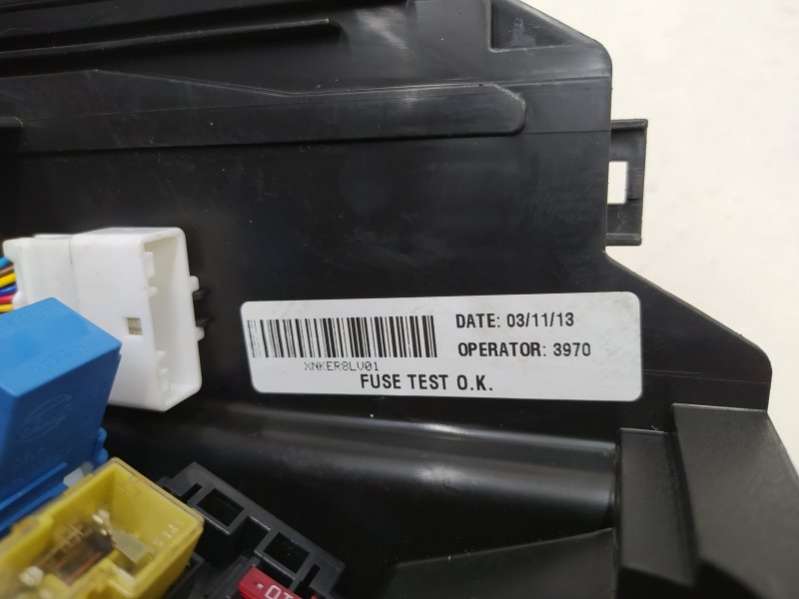 DATE: 03/11/13
XNKER8LV01
OPERATOR: 3970
FUSE TEST O.K.